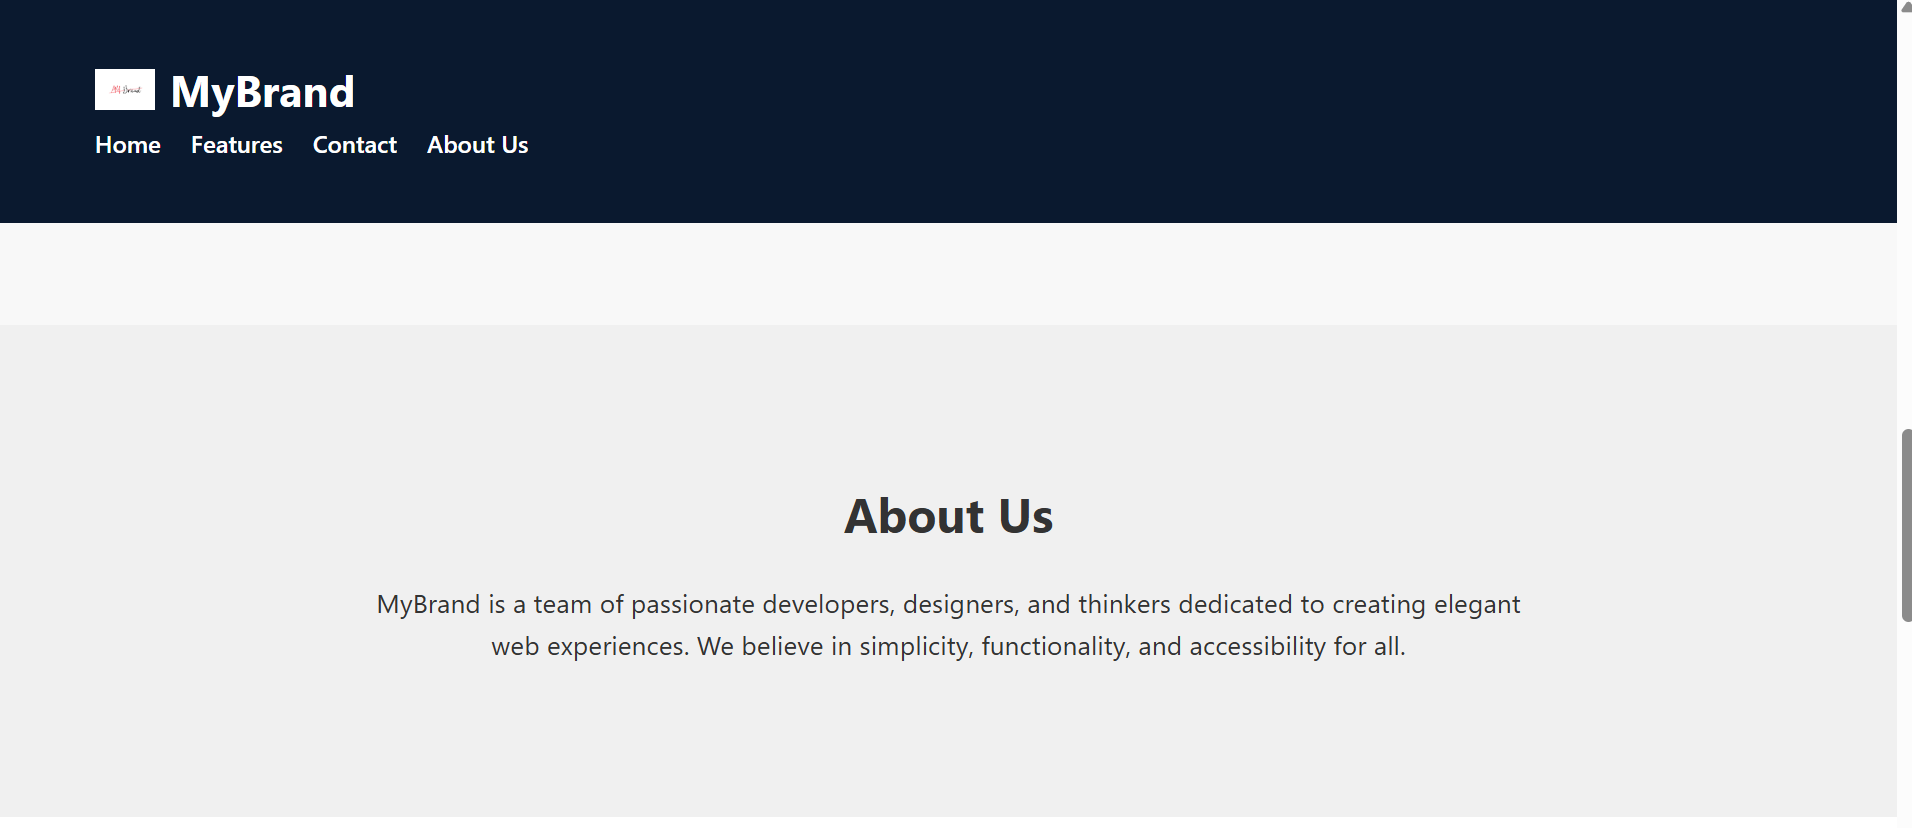 MyBrand
Home Features Contact About Us
About Us
MyBrand is a team of passionate developers, designers, and thinkers dedicated to creating elegant
web experiences. We believe in simplicity, functionality, and accessibility for all.